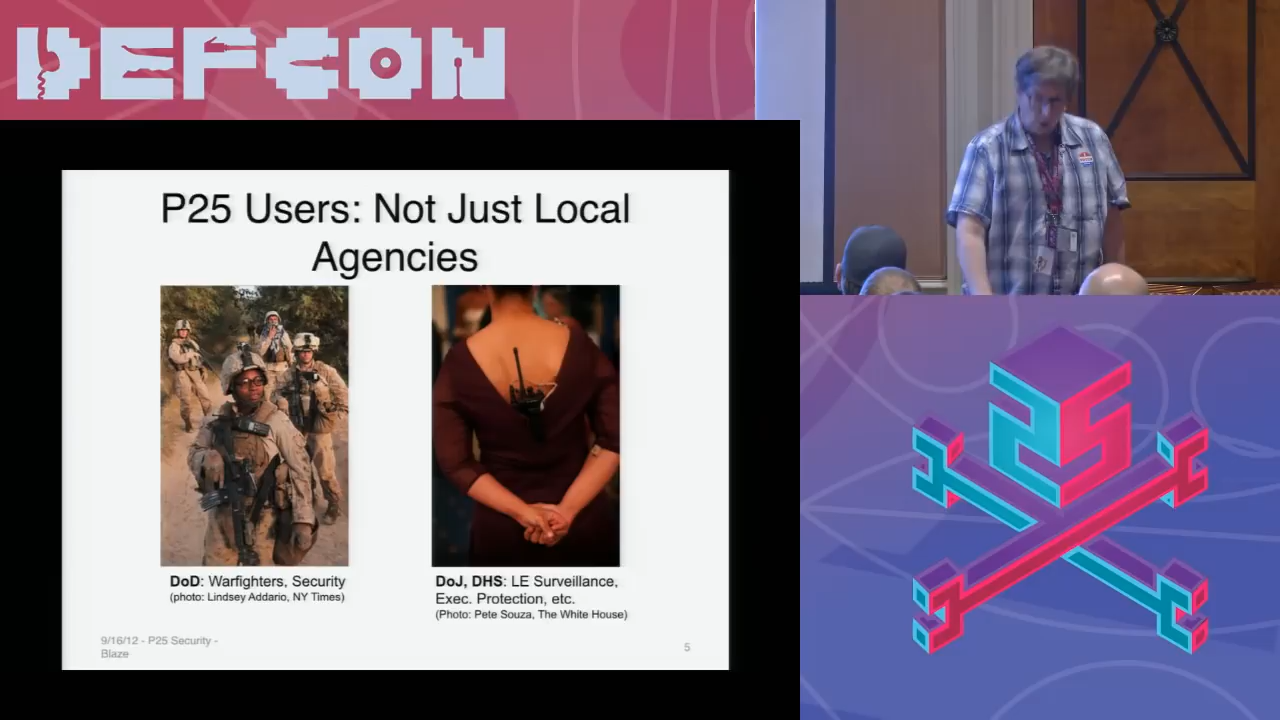 DEFCON
P25 Users: Not Just Local
Agencies
DoD: Warfighters, Security
(photo: Lindsey Addario, NY Times)
DoJ, DHS: LE Surveillance,
Exec. Protection, etc.
(Photo: Pete Souza, The White House)
9/16/12 - P25 Security -
Blaze
5
25